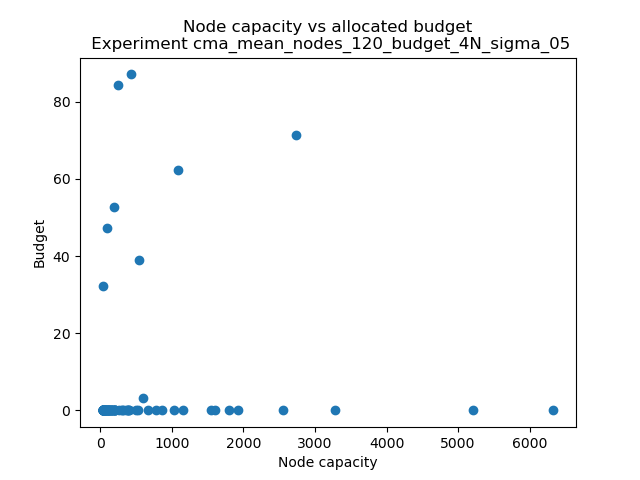 Node capacity vs allocated budget
Experiment cma_mean_nodes_120_budget_4N_sigma_05
80
60
40
20
0
Budget
0 1000 2000 3000 4000 5000 6000
Node capacity